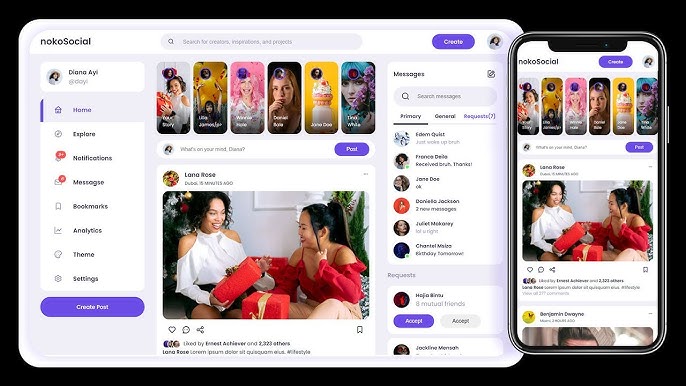 nokoSocial
Search for creators, inspirations, and projects
Create
Diana Ayi
@dayi
Home
Explore
9+
Notifications
Messagse
Bookmarks
Analytics
Theme
Settings
Create Post
Your Story
Lilla James
Winnie Hale
Daniel Bale
Jane Doe
Tina White
What's on your mind, Diana?
Post
Lana Rose
Dubai, 15 MINUTES AGO
Liked by Ernest Achiever and 2,323 others
Lana Rose Lorem ipsum dolor sit quisquam eius. #lifestyle
Messages
Search messages
Primary
General
Requests(7)
Edem Quist
Just woke up bruh
Franca Deila
Received bruh. Thanks!
Jane Doe
ok
Daniella Jackson
2 new messages
Juliet Makarey
lol u right
Chantel Msiza
Birthday Tomorrow!
Requests
Hajia Bintu
8 mutual friends
Accept
Accept
Jackline Mensah
nokoSocial
Create
Your Story
Winnie Hale
Daniel Bale
Jane Doe
Tina White
What's on your mind, Diana?
Post
Lana Rose
Dubai, 15 MINUTES AGO
Liked by Ernest Achiever and 2,323 others
Lana Rose Lorem ipsum dolor sit quisquam eius. #lifestyle
View all 277 comments
Benjamin Dwayne
Miami, 2 HOURS AGO